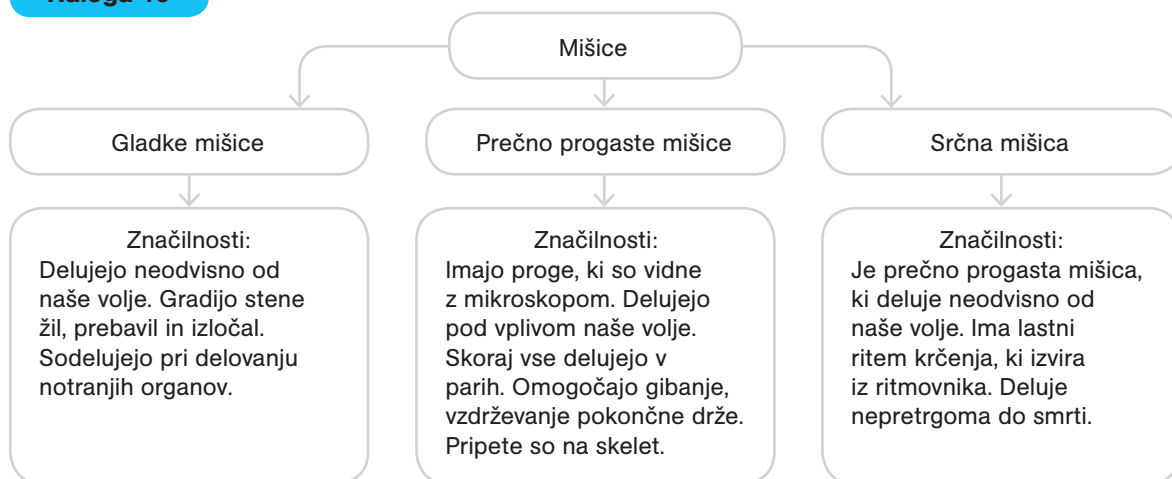 Mišice
Gladke mišice
Prečno progaste mišice
Srčna mišica
Značilnosti:
Delujejo neodvisno od
naše volje. Gradijo stene
žil, prebavil in izločal.
Sodelujejo pri delovanju
notranjih organov.
Značilnosti:
Imajo proge, ki so vidne
z mikroskopom. Delujejo
pod vplivom naše volje.
Skoraj vse delujejo v
parih. Omogočajo gibanje,
vzdrževanje pokončne drže.
Pripete so na skelet.
Značilnosti:
Je prečno progasta mišica,
ki deluje neodvisno od
naše volje. Ima lastni
ritem krčenja, ki izvira
iz ritmovnika. Deluje
nepretrgoma do smrti.